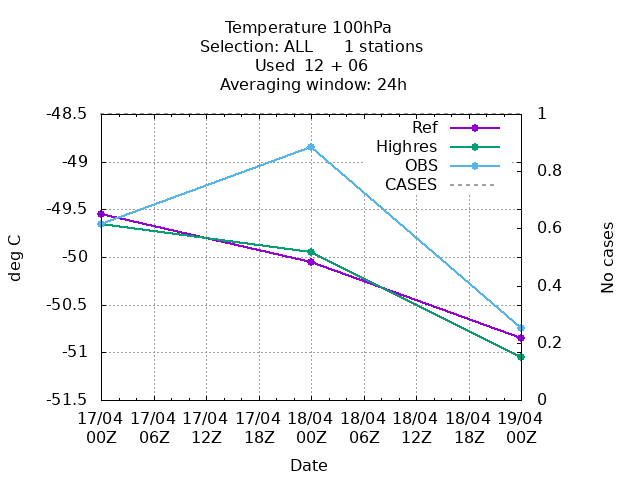 Temperature 100hPa
Selection: ALL      1 stations
Used  12 + 06
Averaging window: 24h
-48.5
-49
-49.5
-50
-50.5
-51
-51.5
deg C
1
0.8
0.6
0.4
0.2
0
No cases
Ref
Highres
OBS
CASES
17/04 17/04 17/04 17/04 18/04 18/04 18/04 18/04 19/04
00Z 06Z 12Z 18Z 00Z 06Z 12Z 18Z 00Z
Date